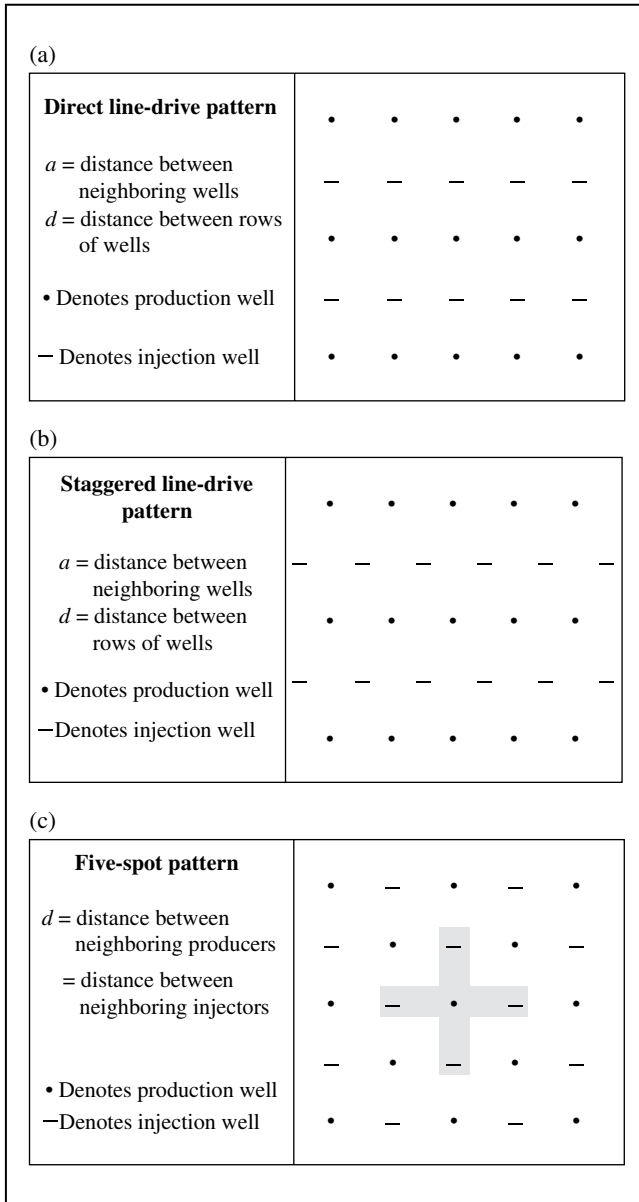 (a)
Direct line-drive pattern
a = distance between
neighboring wells
d = distance between rows
of wells
• Denotes production well
— Denotes injection well
(b)
Staggered line-drive
pattern
a = distance between
neighboring wells
d = distance between
rows of wells
• Denotes production well
—Denotes injection well
(c)
Five-spot pattern
d = distance between
neighboring producers
= distance between
neighboring injectors
• Denotes production well
—Denotes injection well